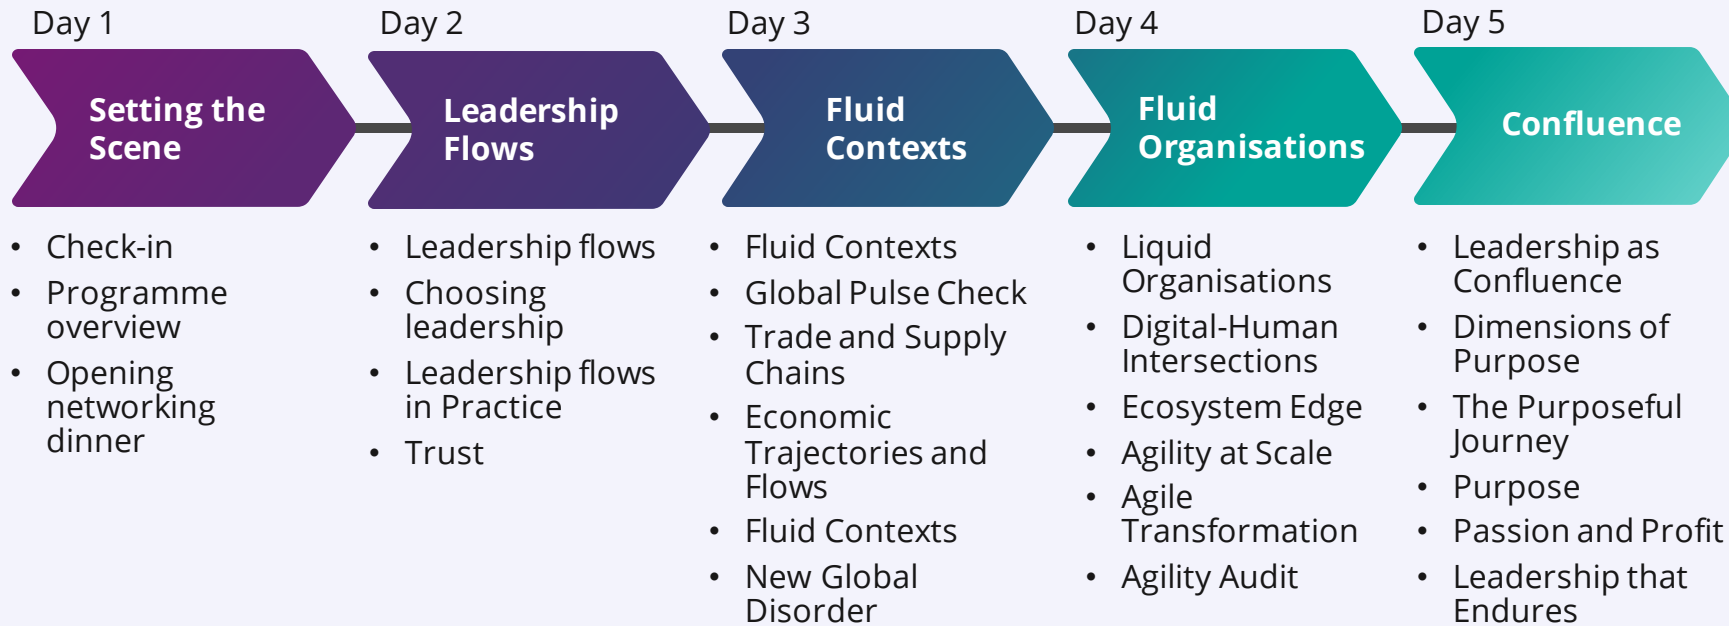 Day 1
Setting the
Scene
• Check-in
• Programme
overview
• Opening
networking
dinner
Day 2
Leadership
Flows
• Leadership flows
• Choosing
leadership
• Leadership flows
in Practice
• Trust
Day 3
Fluid
Contexts
• Fluid Contexts
• Global Pulse Check
• Trade and Supply
Chains
• Economic
Trajectories and
Flows
• Fluid Contexts
• New Global
Disorder
Day 4
Fluid
Organisations
• Liquid
Organisations
• Digital-Human
Intersections
• Ecosystem Edge
• Agility at Scale
• Agile
Transformation
• Agility Audit
Day 5
Confluence
• Leadership as
Confluence
• Dimensions of
Purpose
• The Purposeful
Journey
• Purpose
• Passion and Profit
• Leadership that
Endures